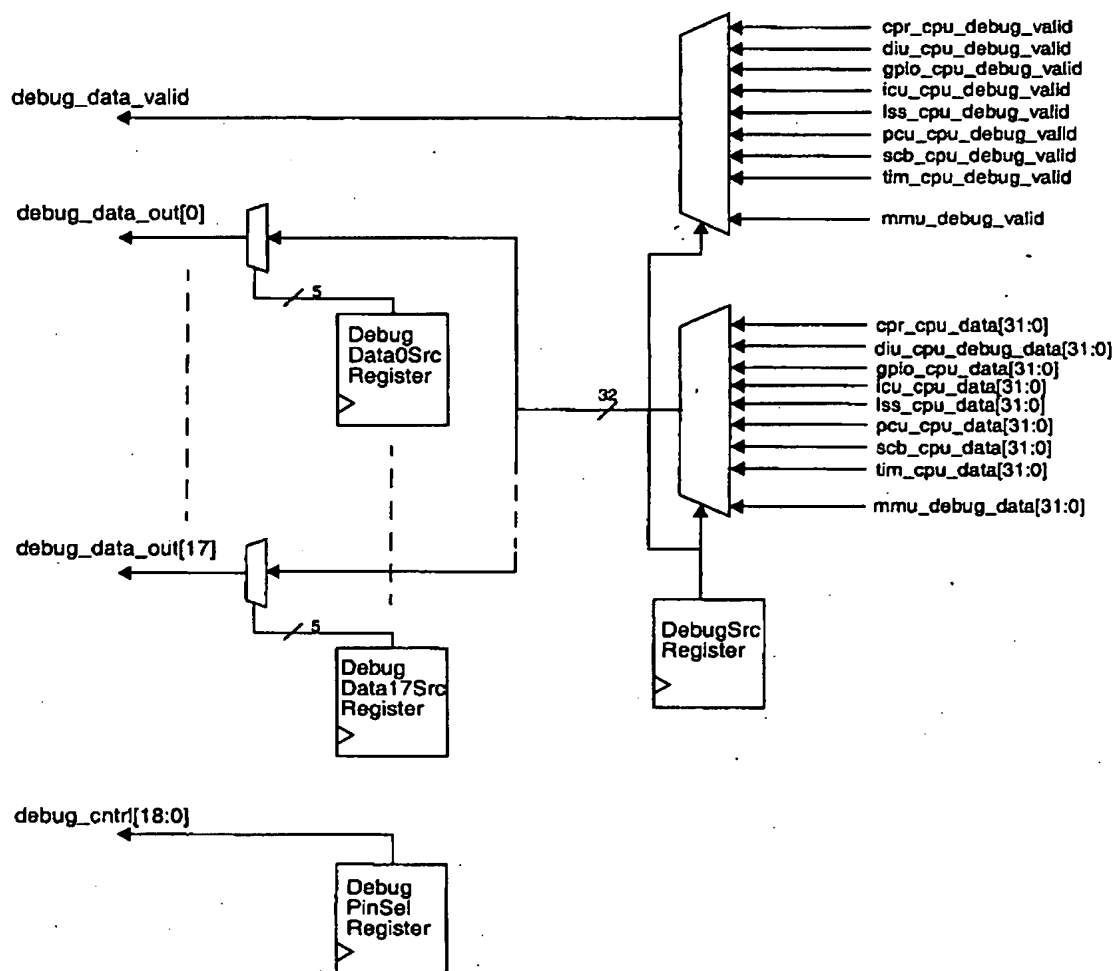 cpr_cpu_debug_valid
diu_cpu_debug_valid
gpio_cpu_debug_valid
icu_cpu_debug_valid
lss_cpu_debug_valid
pcu_cpu_debug_valid
scb_cpu_debug_valid
tim_cpu_debug_valid
mmu_debug_valid
debug_data_valid
debug_data_out[0]
5
Debug
Data0Src
Register
32
cpr_cpu_data[31:0]
diu_cpu_debug_data[31:0]
gpio_cpu_data[31:0]
icu_cpu_data[31:0]
lss_cpu_data[31:0]
pcu_cpu_data[31:0]
scb_cpu_data[31:0]
tim_cpu_data[31:0]
mmu_debug_data[31:0]
debug_data_out[17]
5
Debug
Data17Src
Register
DebugSrc
Register
debug_cntrl[18:0]
Debug
PinSel
Register